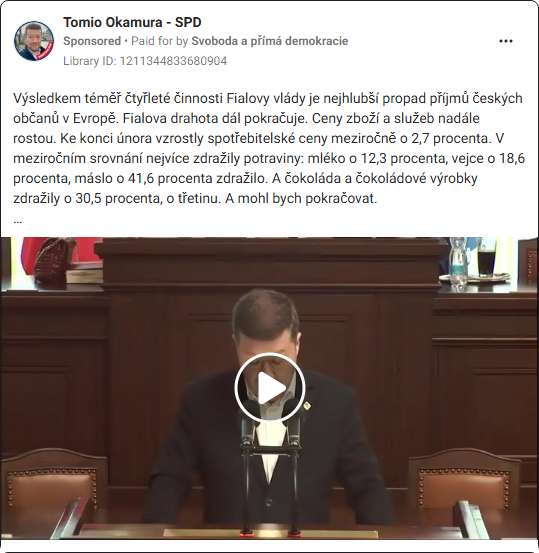 Tomio Okamura - SPD
Sponsored • Paid for by Svoboda a přímá demokracie
Library ID: 1211344833680904
Výsledkem téměř čtyřleté činnosti Fialovy vlády je nejhlubší propad příjmů českých
občanů v Evropě. Fialova drahota dál pokračuje. Ceny zboží a služeb nadále
rostou. Ke konci února vzrostly spotřebitelské ceny meziročně o 2,7 procenta. V
meziročním srovnání nejvíce zdražily potraviny: mléko o 12,3 procenta, vejce o 18,6
procenta, máslo o 41,6 procenta zdražilo. A čokoláda a čokoládové výrobky
zdražily o 30,5 procenta, o třetinu. A mohl bych pokračovat.
...